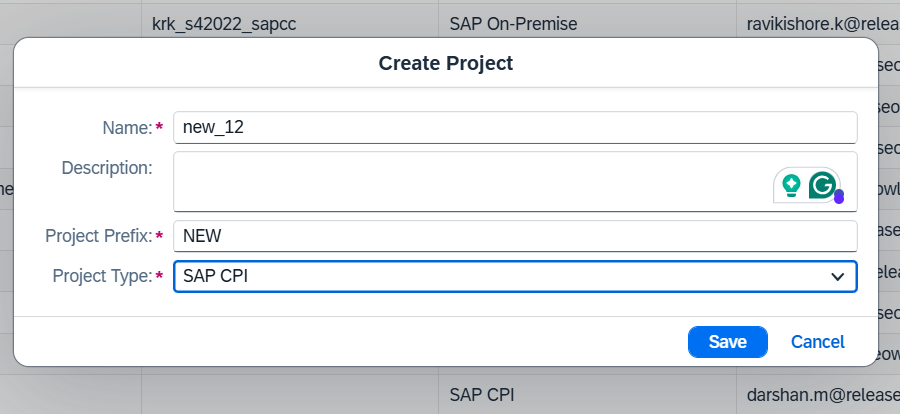 krk_s42022_sapcc SAP On-Premise ravikishore.k@relea
Create Project
Name:* new_12
Description:
Project Prefix:* NEW
Project Type:* SAP CPI
Save Cancel
SAP CPI darshan.m@release